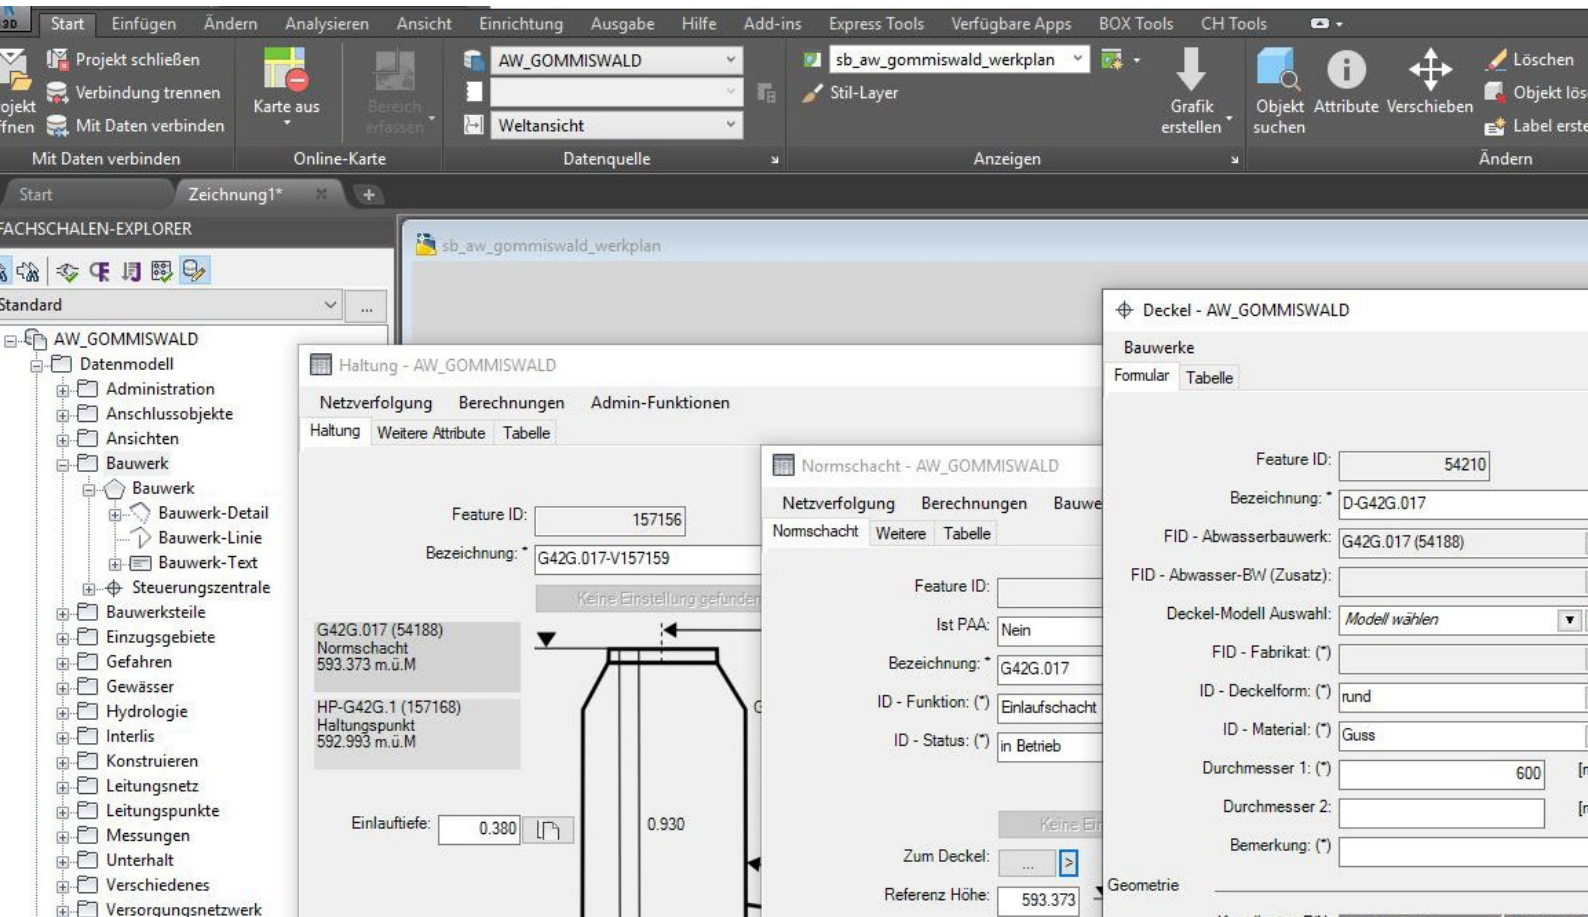 Start Einfügen Ändern Analysieren Ansicht Einrichtung Ausgabe Hilfe Add-ins Express Tools Verfügbare Apps BOX Tools CH Tools
Projekt schließen
Verbindung trennen
Mit Daten verbinden
Karte aus
Bereich
erfassen
AW_GOMMISWALD
Weltansicht
sb_aw_gommiswald_werkplan
Stil-Layer
Grafik
erstellen
Objekt
suchen
Attribute
Verschieben
Löschen
Mit Daten verbinden Online-Karte Datenquelle Anzeigen Ändern
Start Zeichnung1*
FACHSCHALEN-EXPLORER
Standard
...
AW_GOMMISWALD
Datenmodell
Administration
Anschlussobjekte
Ansichten
Bauwerk
Bauwerk
Bauwerk-Detail
Bauwerk-Linie
Bauwerk-Text
Steuerungszentrale
Bauwerksteile
Einzugsgebiete
Gefahren
Gewässer
Hydrologie
Interlis
Konstruieren
Leitungsnetz
Leitungspunkte
Messungen
Unterhalt
Verschiedenes
Versorgungsnetzwerk
sb_aw_gommiswald_werkplan
Haltung - AW_GOMMISWALD
Netzverfolgung Berechnungen Admin-Funktionen
Haltung Weitere Attribute Tabelle
Feature ID: 157156
Bezeichnung: * G42G.017-V157159
Keine Einstellung gefunden
G42G.017 (54188)
Normschacht
593.373 m.ü.M
HP-G42G.1 (157168)
Haltungspunkt
592.993 m.ü.M
Einlauftiefe: 0.380
0.930
Normschacht - AW_GOMMISWALD
Netzverfolgung Berechnungen
Normschacht Weitere Tabelle
Feature ID:
Ist PAA: Nein
Bezeichnung: * G42G.017
ID - Funktion: (*) Einlaufschacht
ID - Status: (*) in Betrieb
Keine
Zum Deckel: ... >
Referenz Höhe: 593.373
Deckel - AW_GOMMISWALD
Bauwerke
Formular Tabelle
Feature ID: 54210
Bezeichnung: * D-G42G.017
FID - Abwasserbauwerk: G42G.017 (54188)
FID - Abwasser-BW (Zusatz):
Deckel-Modell Auswahl: Modell wählen
FID - Fabrikat: (*)
ID - Deckelform: (*) rund
ID - Material: (*) Guss
Durchmesser 1: (*) 600
Durchmesser 2:
Bemerkung: (*)
Geometrie